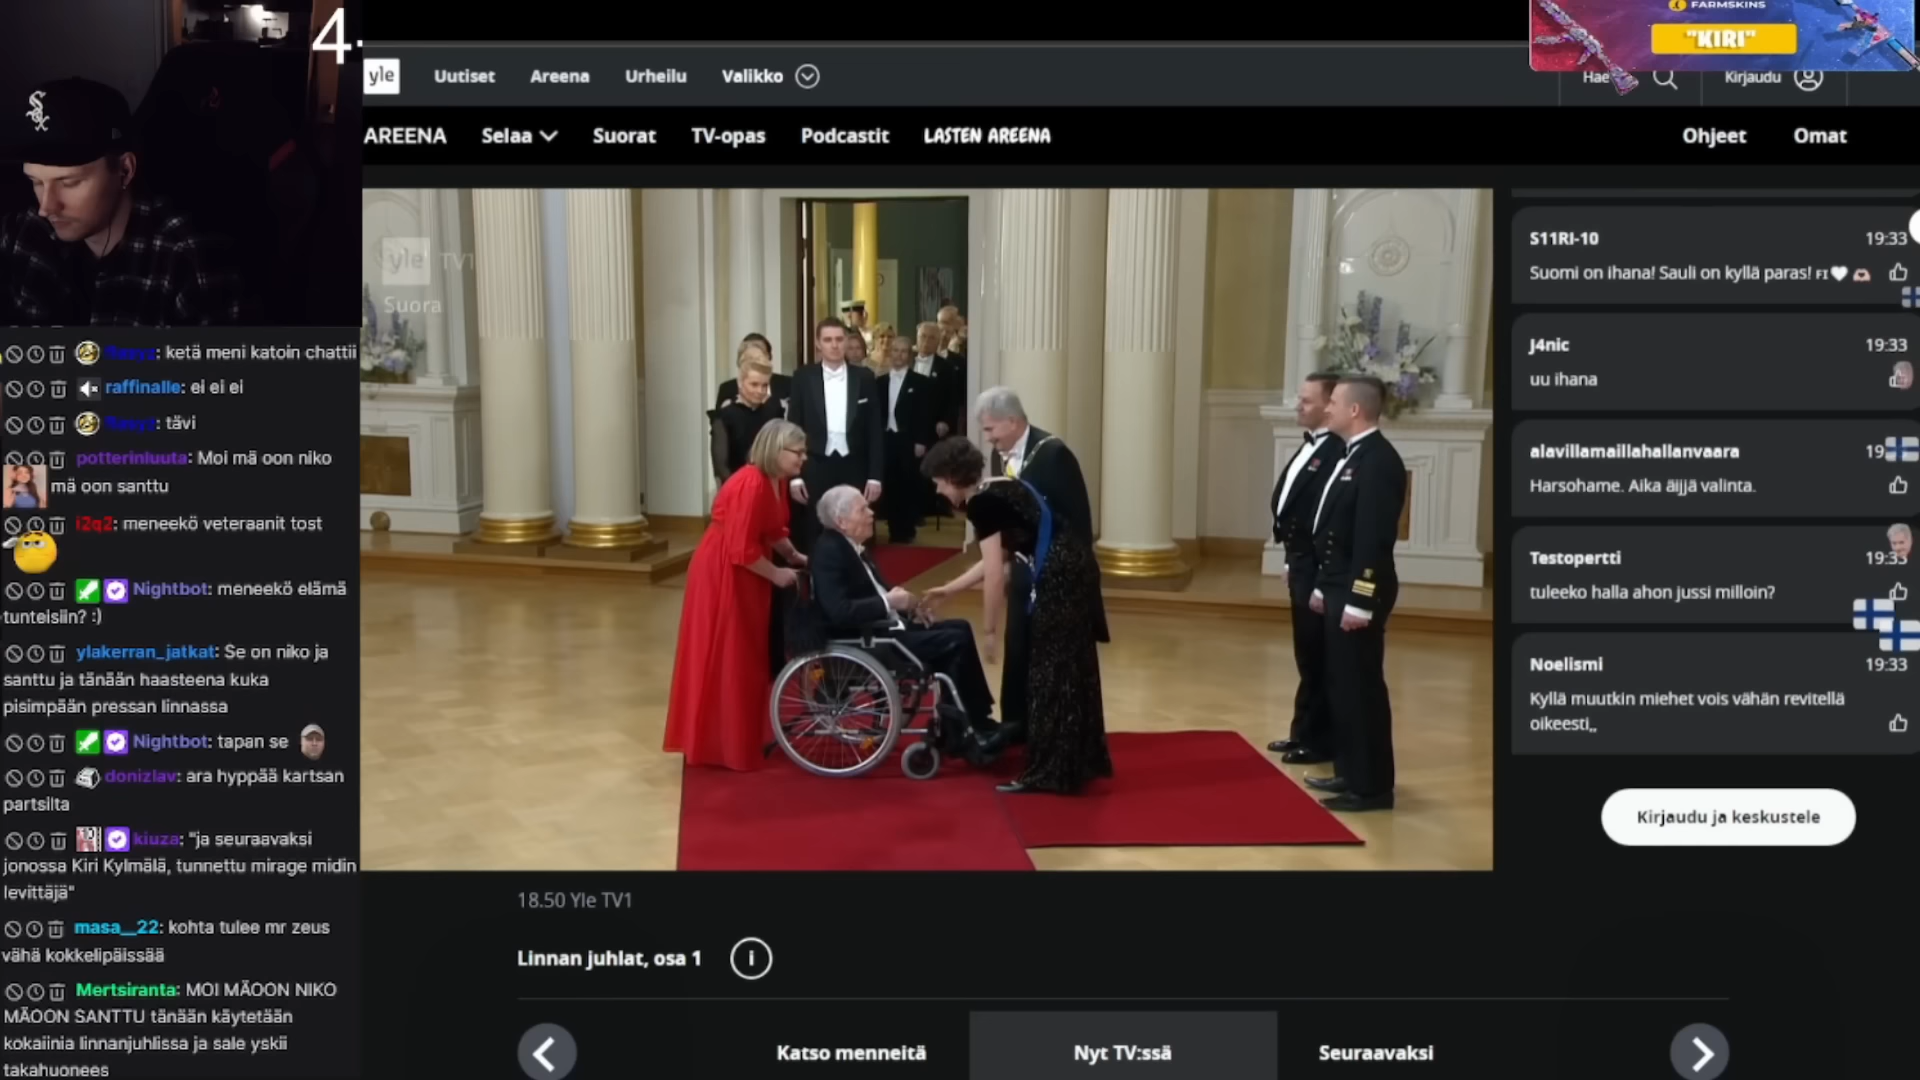 4
FARMSKINS
"KIRI"
yle
Uutiset
Areena
Urheilu
Valikko
Hae
Kirjaudu
AREENA
Selaa
Suorat
TV-opas
Podcastit
LASTEN AREENA
Ohjeet
Omat
yle TV1
Suora
: ketä meni katoin chattii
raffinalle: ei ei ei
: tävi
potterinluuta: Moi mä oon niko
mä oon santtu
i2q2: meneekö veteraanit tost
Nightbot: meneekö elämä
tunteisiin? :)
ylakerran_jatkat: Se on niko ja
santtu ja tänään haasteena kuka
pisimpään pressan linnassa
Nightbot: tapan se
donizlav: ara hyppää kartsan
partsilta
kiuza: "ja seuraavaksi
jonossa Kiri Kylmälä, tunnettu mirage midin
levittäjä"
masa__22: kohta tulee mr zeus
vähä kokkelipäissää
Mertsiranta: MOI MÄOON NIKO
MÄOON SANTTU tänään käytetään
kokaiinia linnanjuhlissa ja sale yskii
takahuonees
S11RI-10
19:33
Suomi on ihana! Sauli on kyllä paras! FI
J4nic
19:33
uu ihana
alavillamaillahallanvaara
19
Harsohame. Aika äijjä valinta.
Testopertti
19:33
tuleeko halla ahon jussi milloin?
Noelismi
19:33
Kyllä muutkin miehet vois vähän revitellä
oikeesti,,
Kirjaudu ja keskustele
18.50 Yle TV1
Linnan juhlat, osa 1
i
Katso menneitä
Nyt TV:ssä
Seuraavaksi